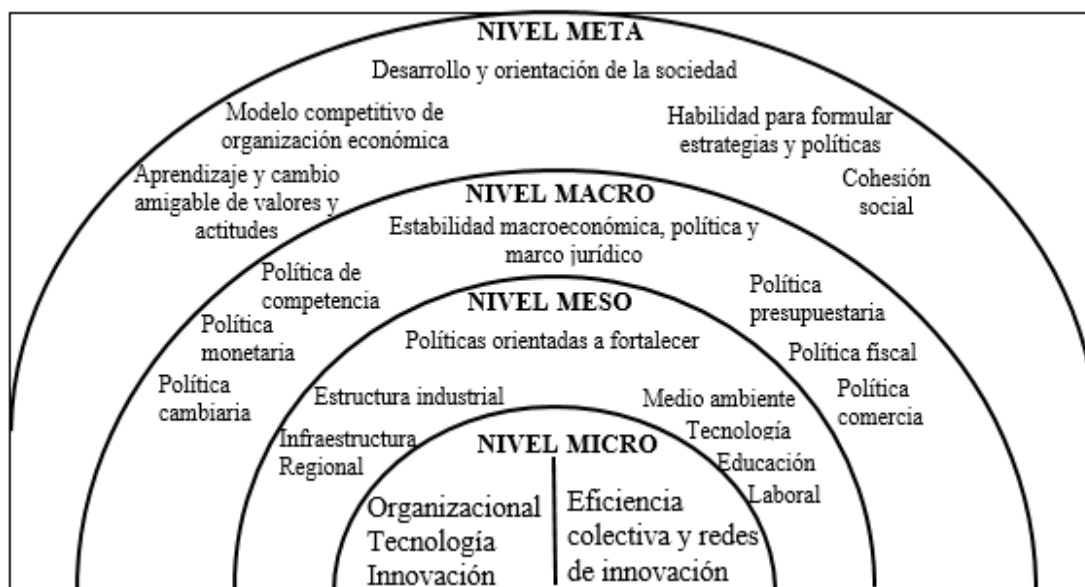 NIVEL META
Desarrollo y orientación de la sociedad
Modelo competitivo de
organización económica
Habilidad para formular
estrategias y políticas
Aprendizaje y cambio
amigable de valores y
actitudes
Cohesión
social
NIVEL MACRO
Estabilidad macroeconómica, política y
marco jurídico
Política de
competencia
Política
monetaria
Política
cambiaria
Política
presupuestaria
Política fiscal
Política
comercia
NIVEL MESO
Políticas orientadas a fortalecer
Estructura industrial
Infraestructura
Regional
Medio ambiente
Tecnología
Educación
Laboral
NIVEL MICRO
Organizacional
Tecnología
Innovación
Eficiencia
colectiva y redes
de innovación